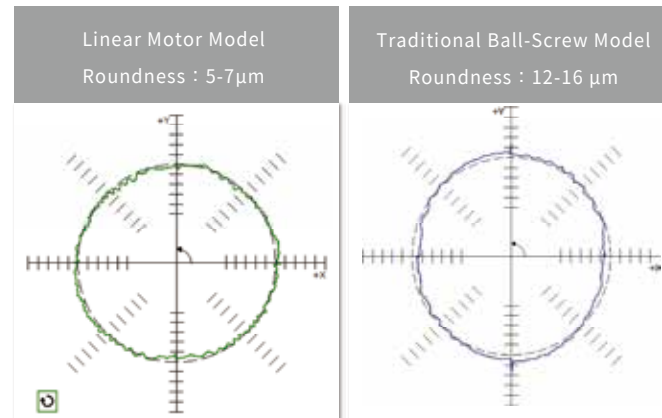 Linear Motor Model
Roundness：5-7μm
Traditional Ball-Screw Model
Roundness：12-16 μm
+Y
+X
+Y